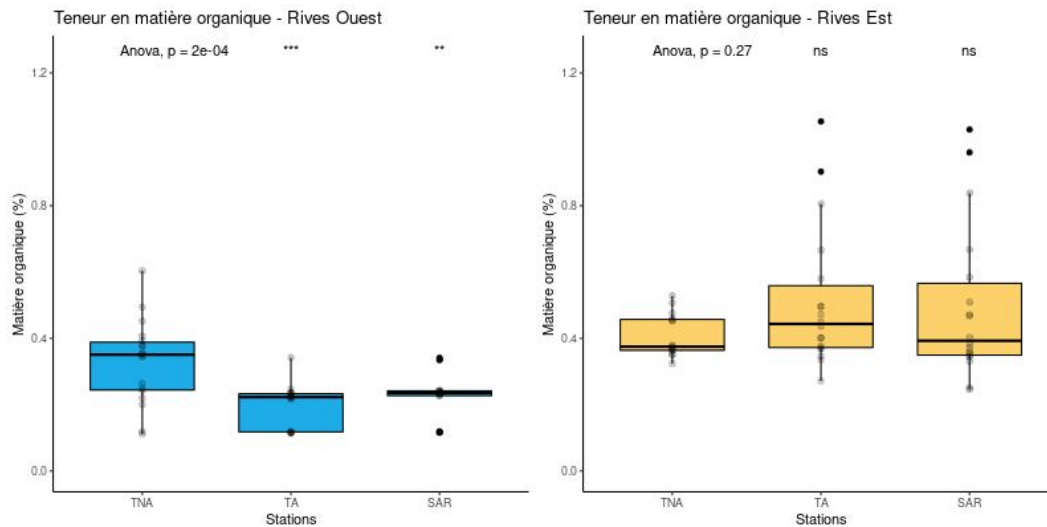 Teneur en matière organique - Rives Ouest
Anova, p = 2e-04
***
**
1.2
0.8
0.4
0.0
Matière organique (%)
TNA
TA
SAR
Stations
Teneur en matière organique - Rives Est
Anova, p = 0.27
ns
ns
1.2
0.8
0.4
0.0
Matière organique (%)
TNA
TA
SAR
Stations